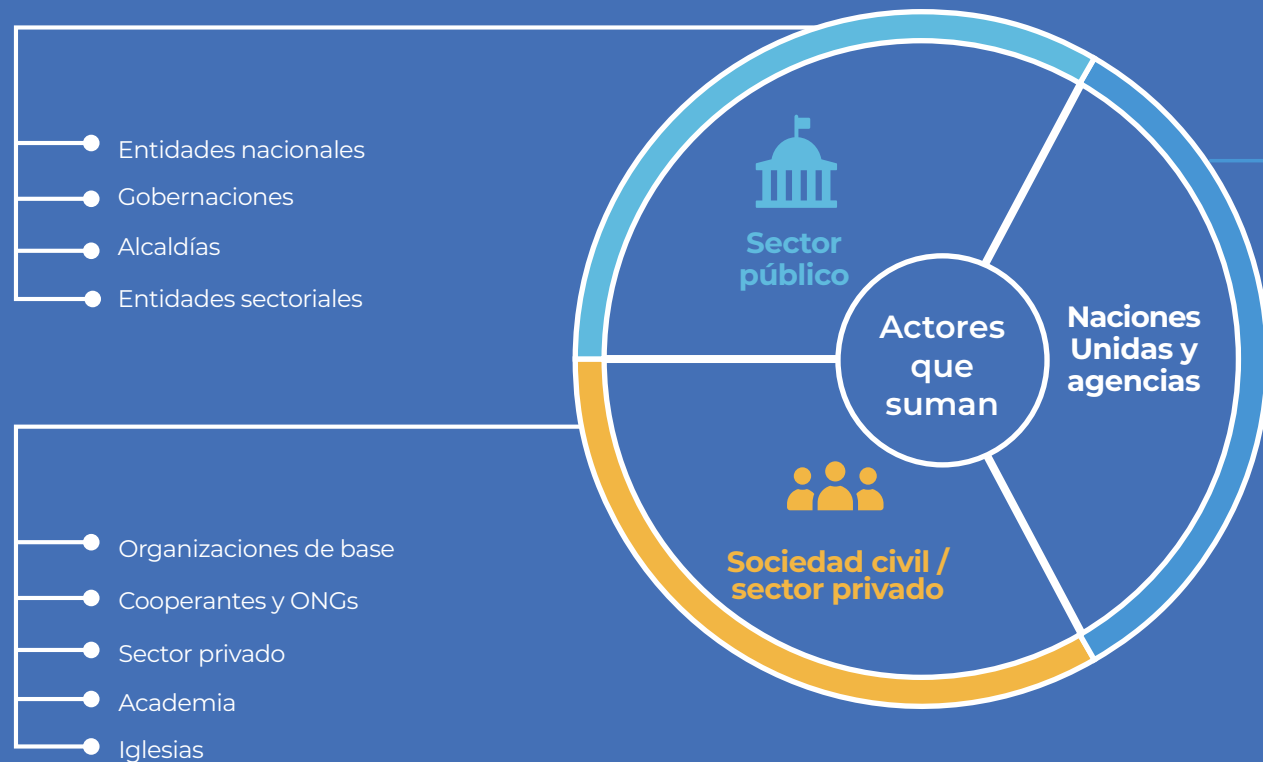 Entidades nacionales
Gobernaciones
Alcaldías
Entidades sectoriales
Sector
público
Actores
que
suman
Naciones
Unidas y
agencias
Sociedad civil /
sector privado
Organizaciones de base
Cooperantes y ONGs
Sector privado
Academia
Iglesias